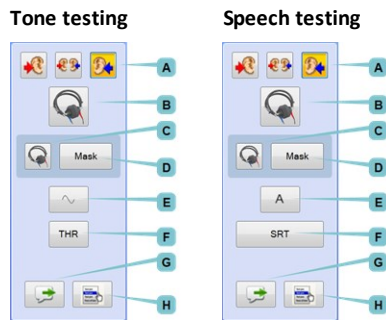 Tone testing Speech testing
A A
B B
C C
Mask D Mask D
A
E E
THR F SRT F
G G
H H